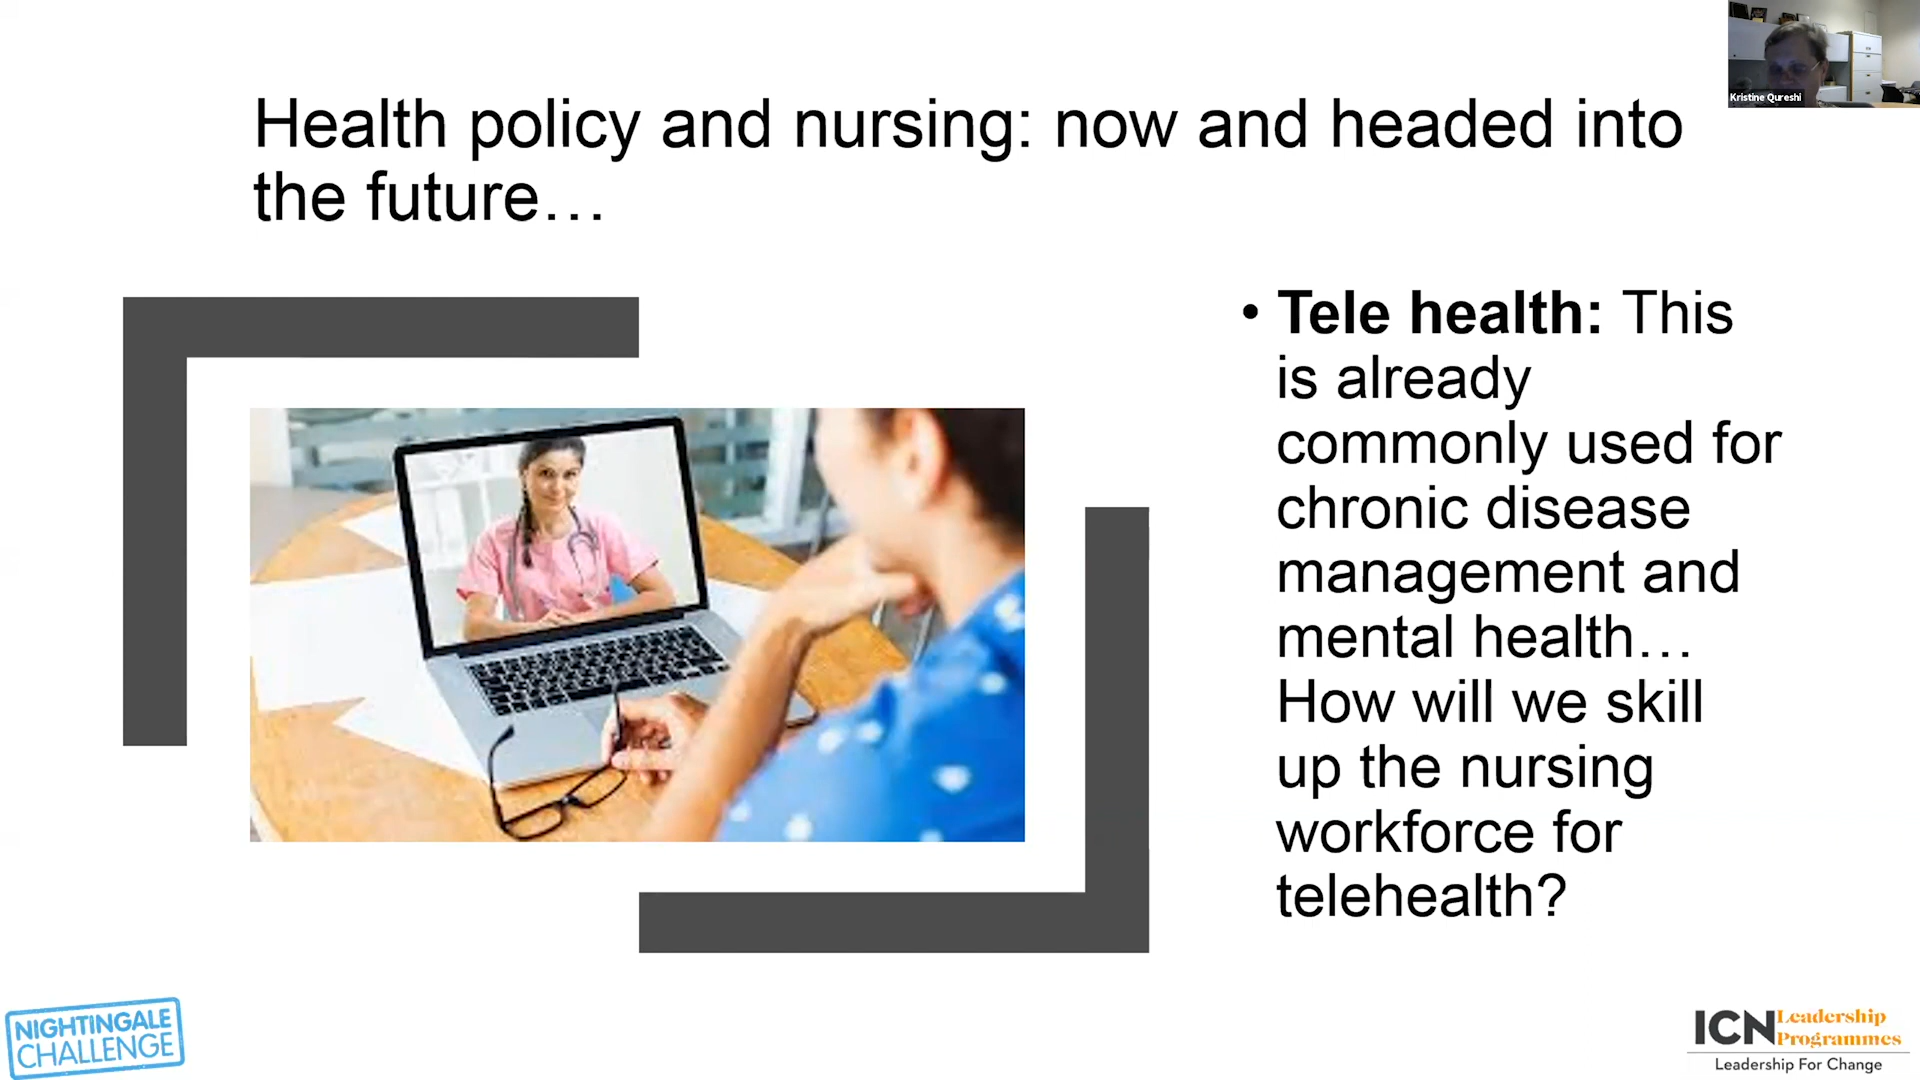 Kristine Qureshi
Health policy and nursing: now and headed into
the future…
• Tele health: This
is already
commonly used for
chronic disease
management and
mental health…
How will we skill
up the nursing
workforce for
telehealth?
NIGHTINGALE
CHALLENGE
ICN Leadership
Programmes
Leadership For Change